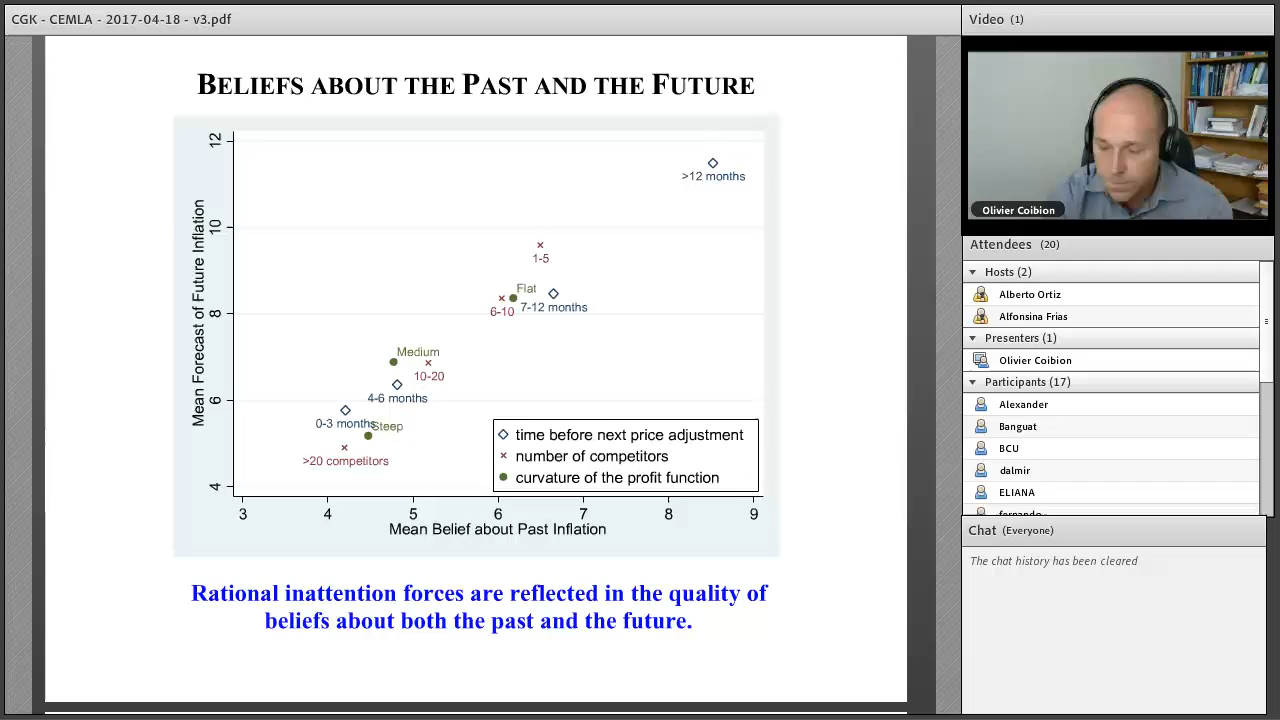 CGK - CEMLA - 2017-04-18 - v3.pdf
BELIEFS ABOUT THE PAST AND THE FUTURE
Mean Forecast of Future Inflation
12
10
8
6
4
>12 months
1-5
Flat
6-10
7-12 months
Medium
10-20
4-6 months
0-3 months
Steep
>20 competitors
time before next price adjustment
number of competitors
curvature of the profit function
3 4 5 6 7 8 9
Mean Belief about Past Inflation
Rational inattention forces are reflected in the quality of
beliefs about both the past and the future.
Video (1)
Olivier Coibion
Attendees (20)
Hosts (2)
Alberto Ortiz
Alfonsina Frias
Presenters (1)
Olivier Coibion
Participants (17)
Alexander
Banguat
BCU
dalmir
ELIANA
Chat (Everyone)
The chat history has been cleared